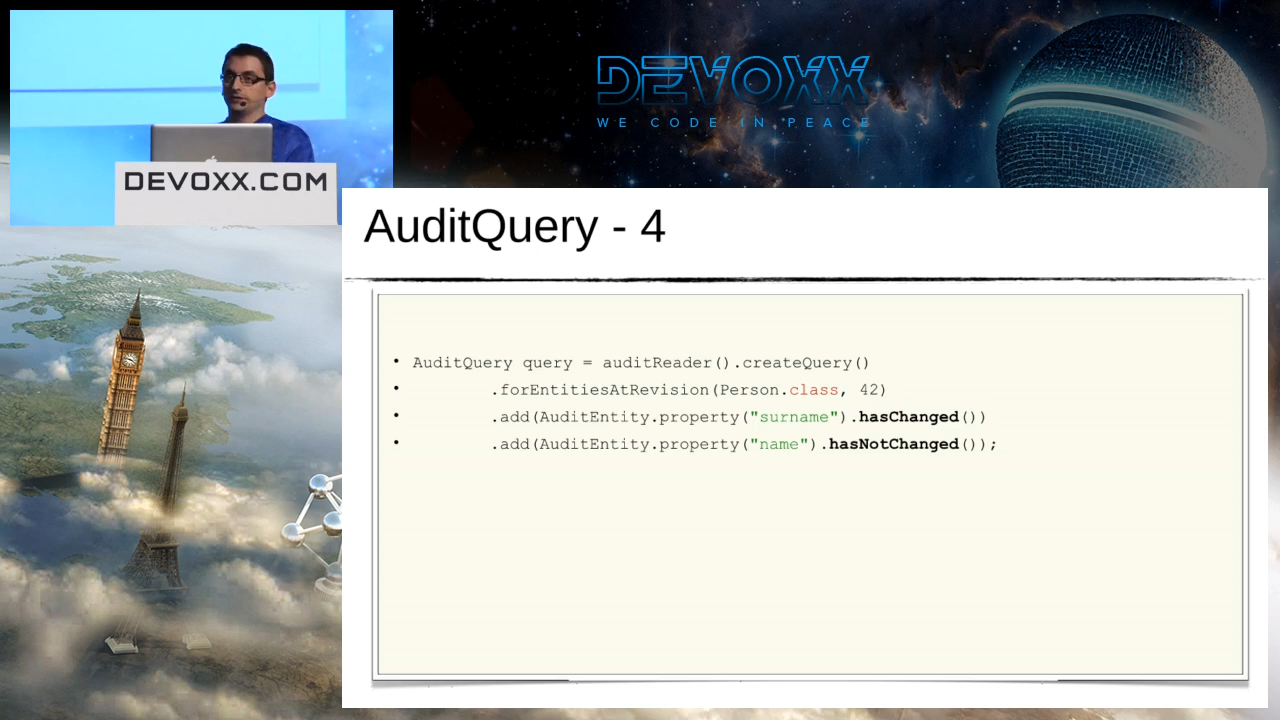 DEVOXX
WE CODE IN PEACE
DEVOXX.COM
AuditQuery - 4
• AuditQuery query = auditReader().createQuery()
• .forEntitiesAtRevision(Person.class, 42)
• .add(AuditEntity.property("surname").hasChanged())
• .add(AuditEntity.property("name").hasNotChanged());